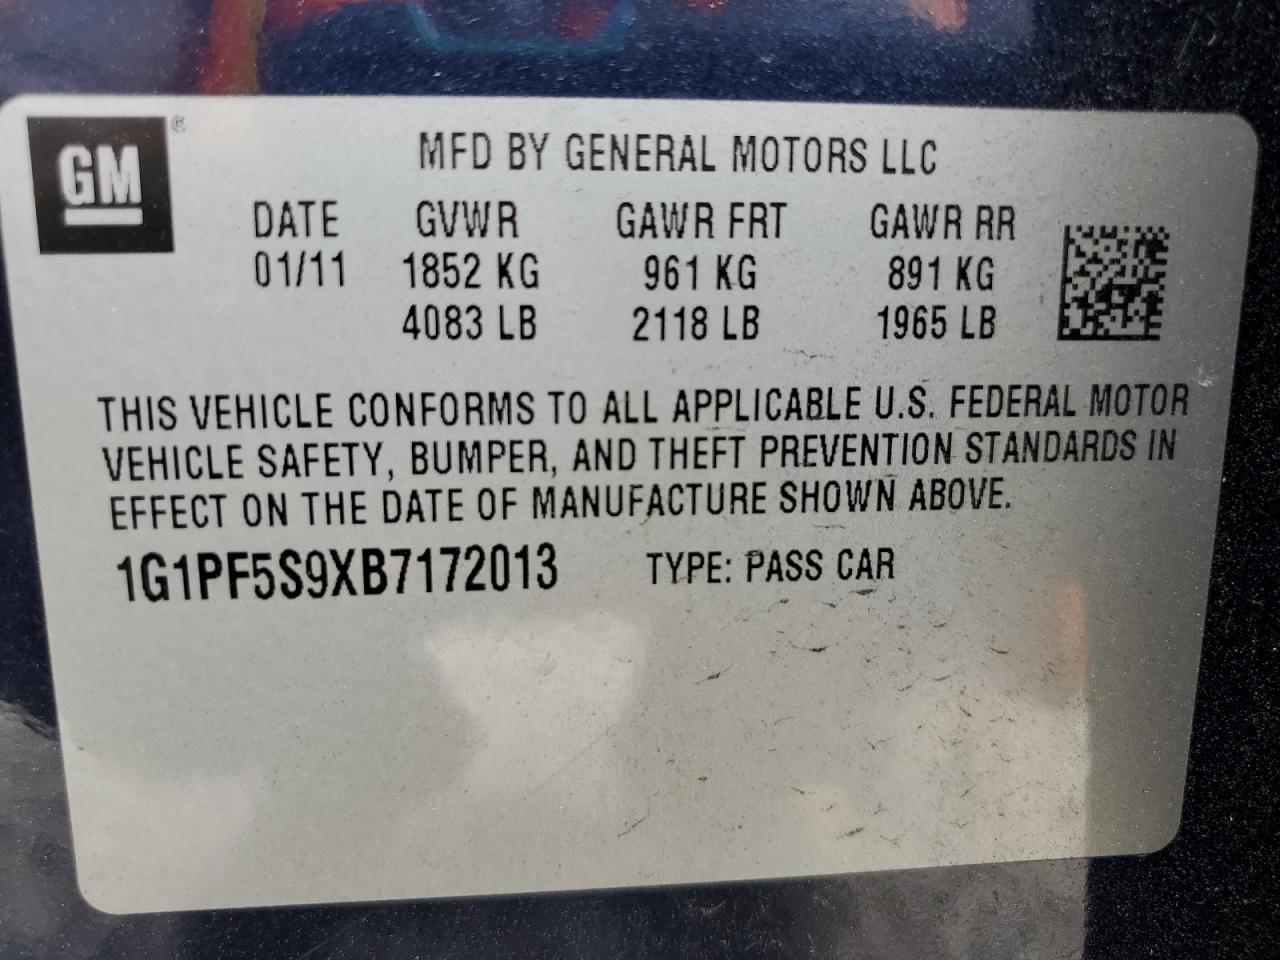 GM ®
MFD BY GENERAL MOTORS LLC
DATE GVWR GAWR FRT GAWR RR
01/11 1852 KG 961 KG 891 KG
4083 LB 2118 LB 1965 LB
THIS VEHICLE CONFORMS TO ALL APPLICABLE U.S. FEDERAL MOTOR
VEHICLE SAFETY, BUMPER, AND THEFT PREVENTION STANDARDS IN
EFFECT ON THE DATE OF MANUFACTURE SHOWN ABOVE.
1G1PF5S9XB7172013 TYPE: PASS CAR